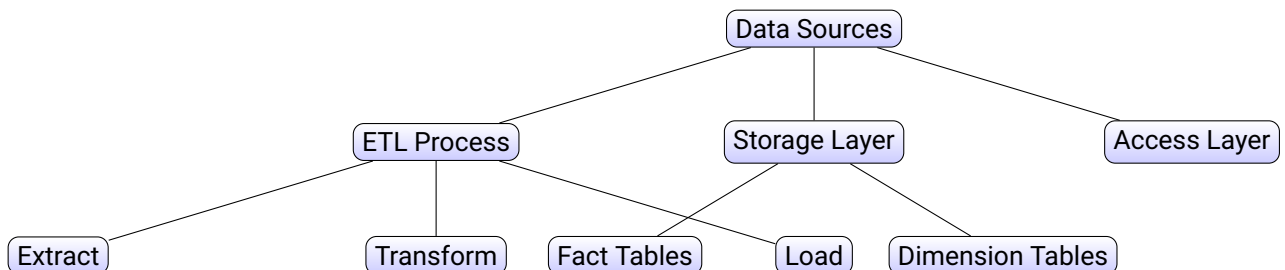 Data Sources
ETL Process
Storage Layer
Access Layer
Extract
Transform
Fact Tables
Load
Dimension Tables